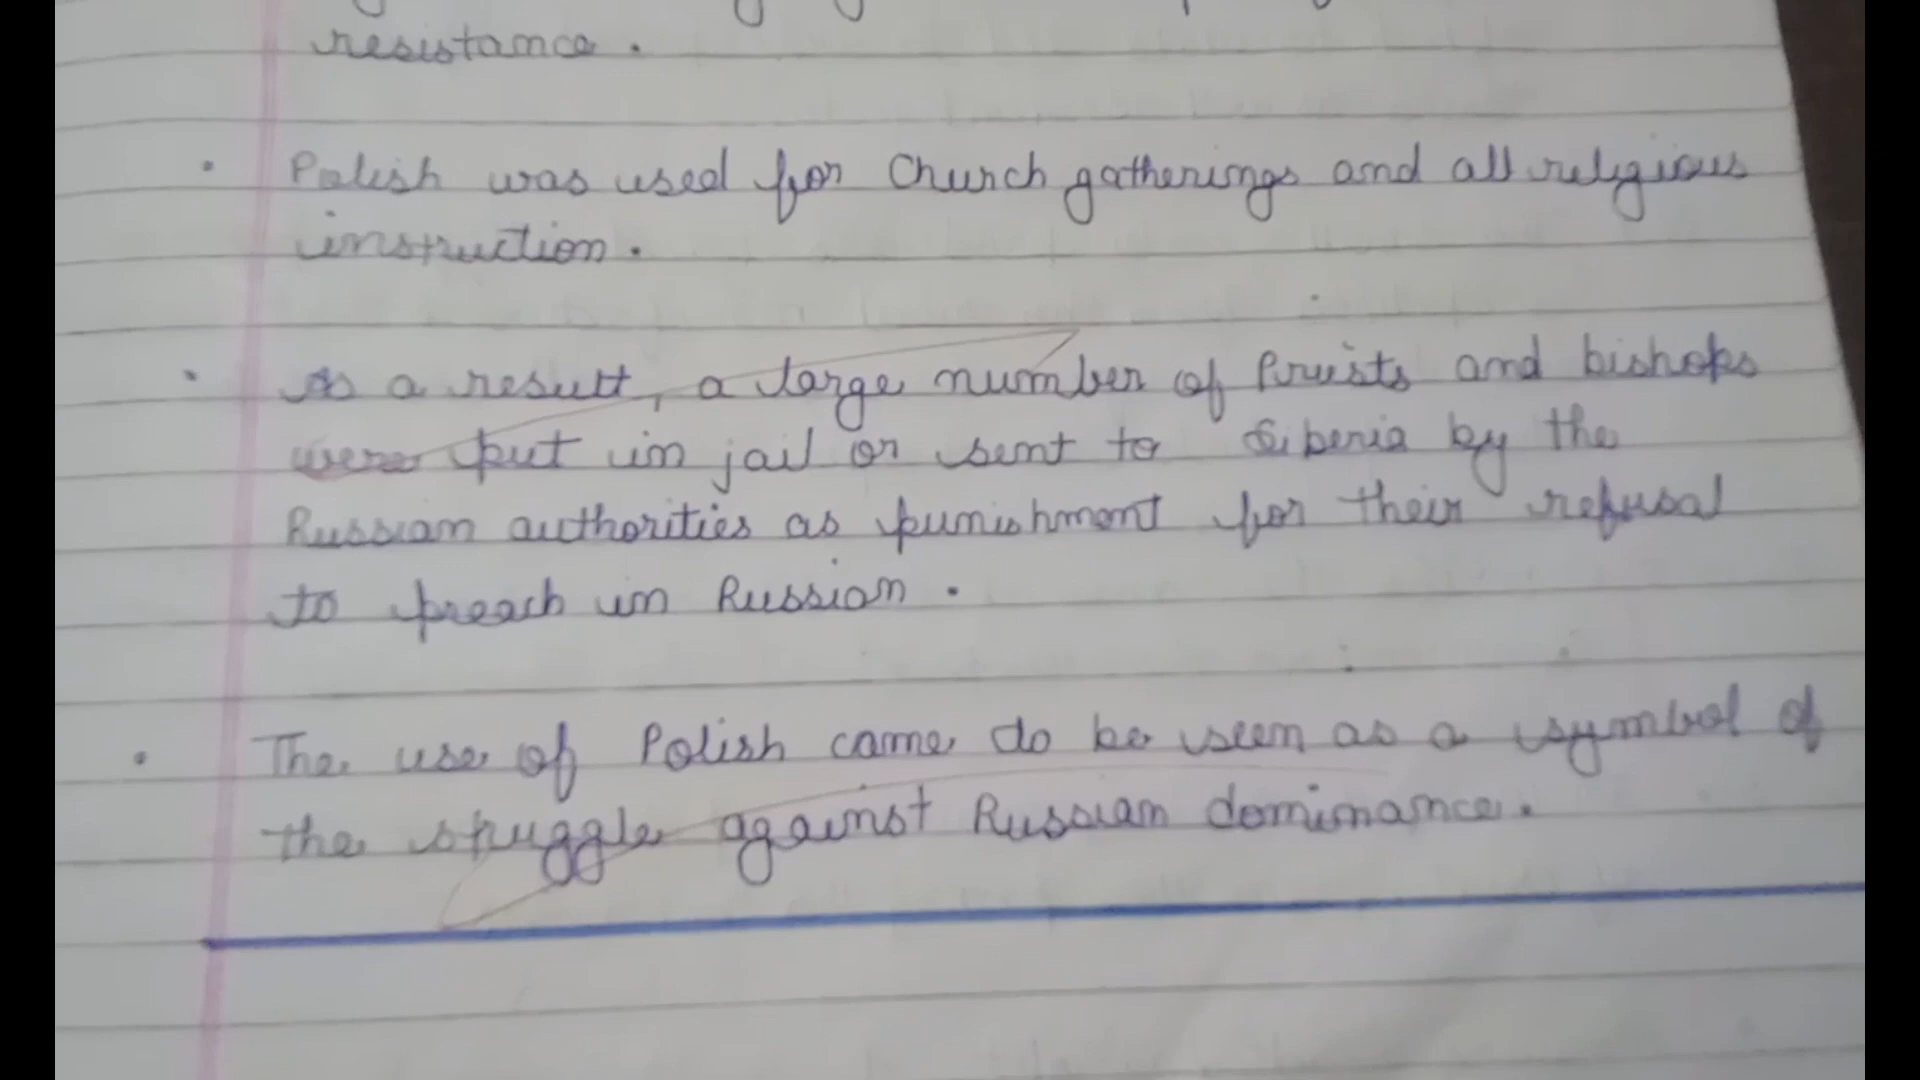 resistance.
• Polish was used for Church gatherings and all religious
instruction.
• As a result, a large number of Priests and bishops
were put in jail or sent to Siberia by the
Russian authorities as punishment for their refusal
to preach in Russian.
• The use of Polish came to be seen as a symbol of
the struggle against Russian dominance.